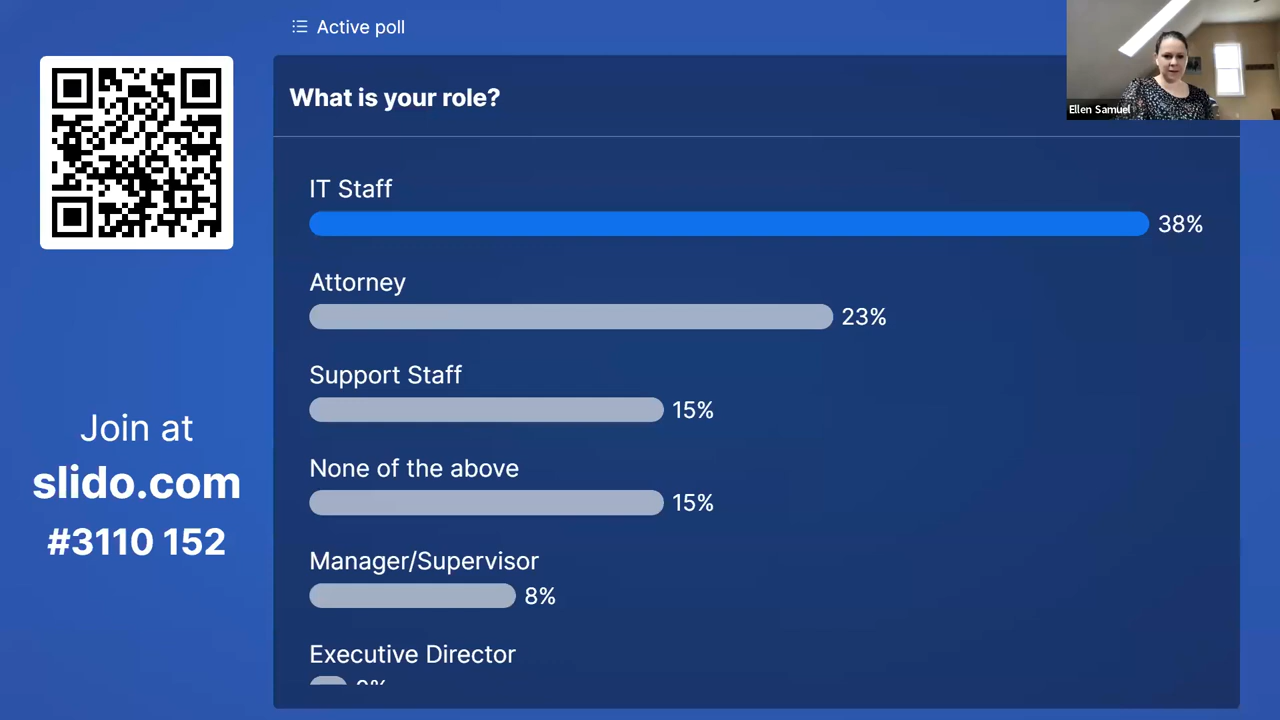 Active poll
What is your role?
Ellen Samuel
IT Staff
38%
Attorney
23%
Support Staff
15%
None of the above
15%
Manager/Supervisor
8%
Executive Director
Join at
slido.com
#3110 152